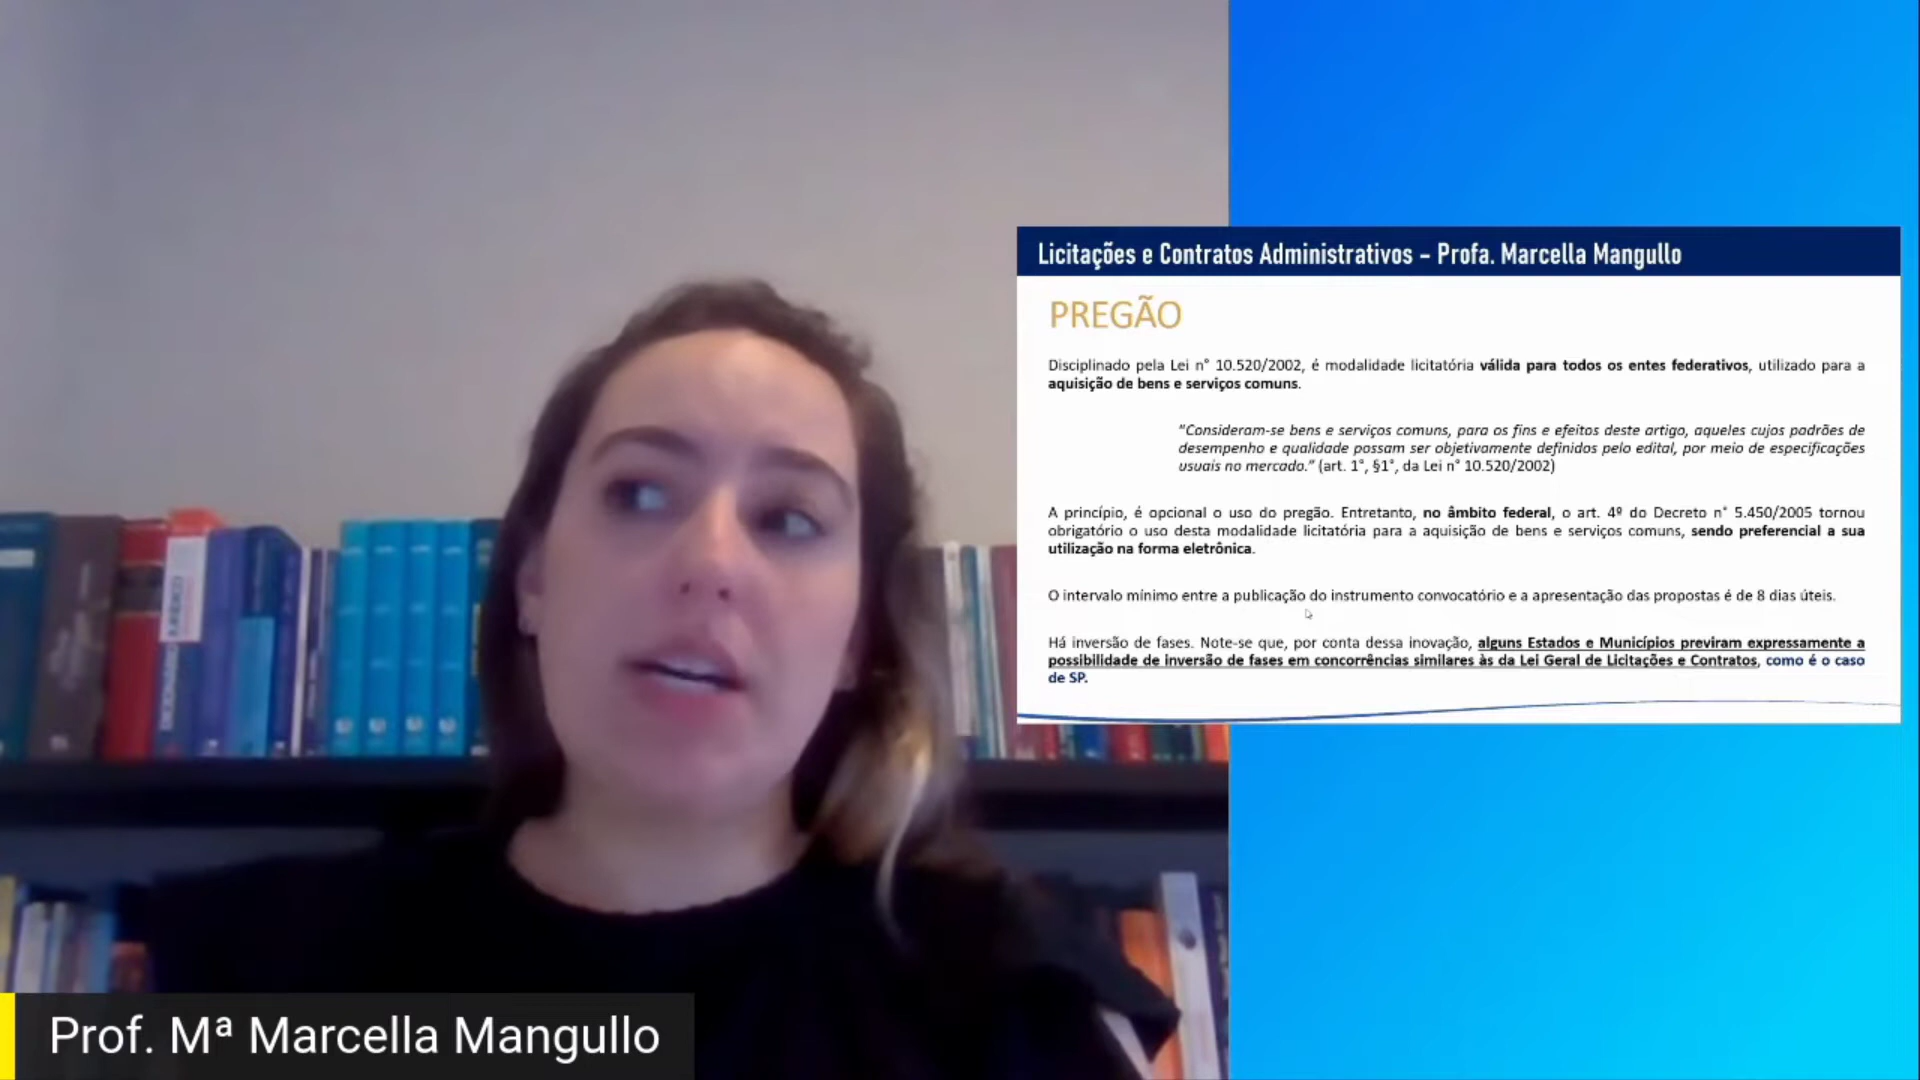 Licitações e Contratos Administrativos – Profa. Marcella Mangullo
PREGÃO
Disciplinado pela Lei n° 10.520/2002, é modalidade licitatória válida para todos os entes federativos, utilizado para a
aquisição de bens e serviços comuns.
"Consideram-se bens e serviços comuns, para os fins e efeitos deste artigo, aqueles cujos padrões de
desempenho e qualidade possam ser objetivamente definidos pelo edital, por meio de especificações
usuais no mercado." (art. 1°, §1°, da Lei n° 10.520/2002)
A princípio, é opcional o uso do pregão. Entretanto, no âmbito federal, o art. 4º do Decreto n° 5.450/2005 tornou
obrigatório o uso desta modalidade licitatória para a aquisição de bens e serviços comuns, sendo preferencial a sua
utilização na forma eletrônica.
O intervalo mínimo entre a publicação do instrumento convocatório e a apresentação das propostas é de 8 dias úteis.
Há inversão de fases. Note-se que, por conta dessa inovação, alguns Estados e Municípios previram expressamente a
possibilidade de inversão de fases em concorrências similares às da Lei Geral de Licitações e Contratos, como é o caso
de SP.
Prof. Mª Marcella Mangullo